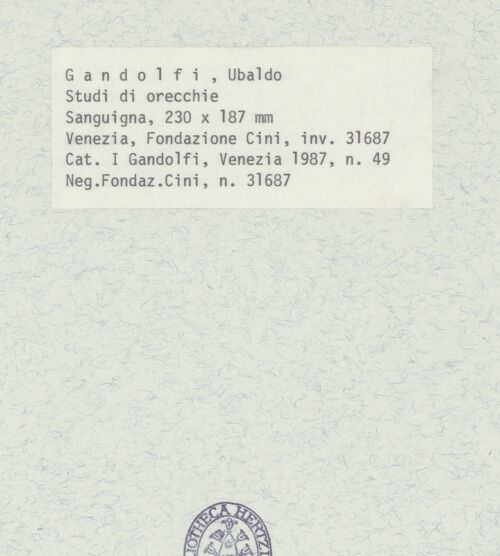 G a n d o l f i , Ubaldo
Studi di orecchie
Sanguigna, 230 x 187 mm
Venezia, Fondazione Cini, inv. 31687
Cat. I Gandolfi, Venezia 1987, n. 49
Neg.Fondaz.Cini, n. 31687